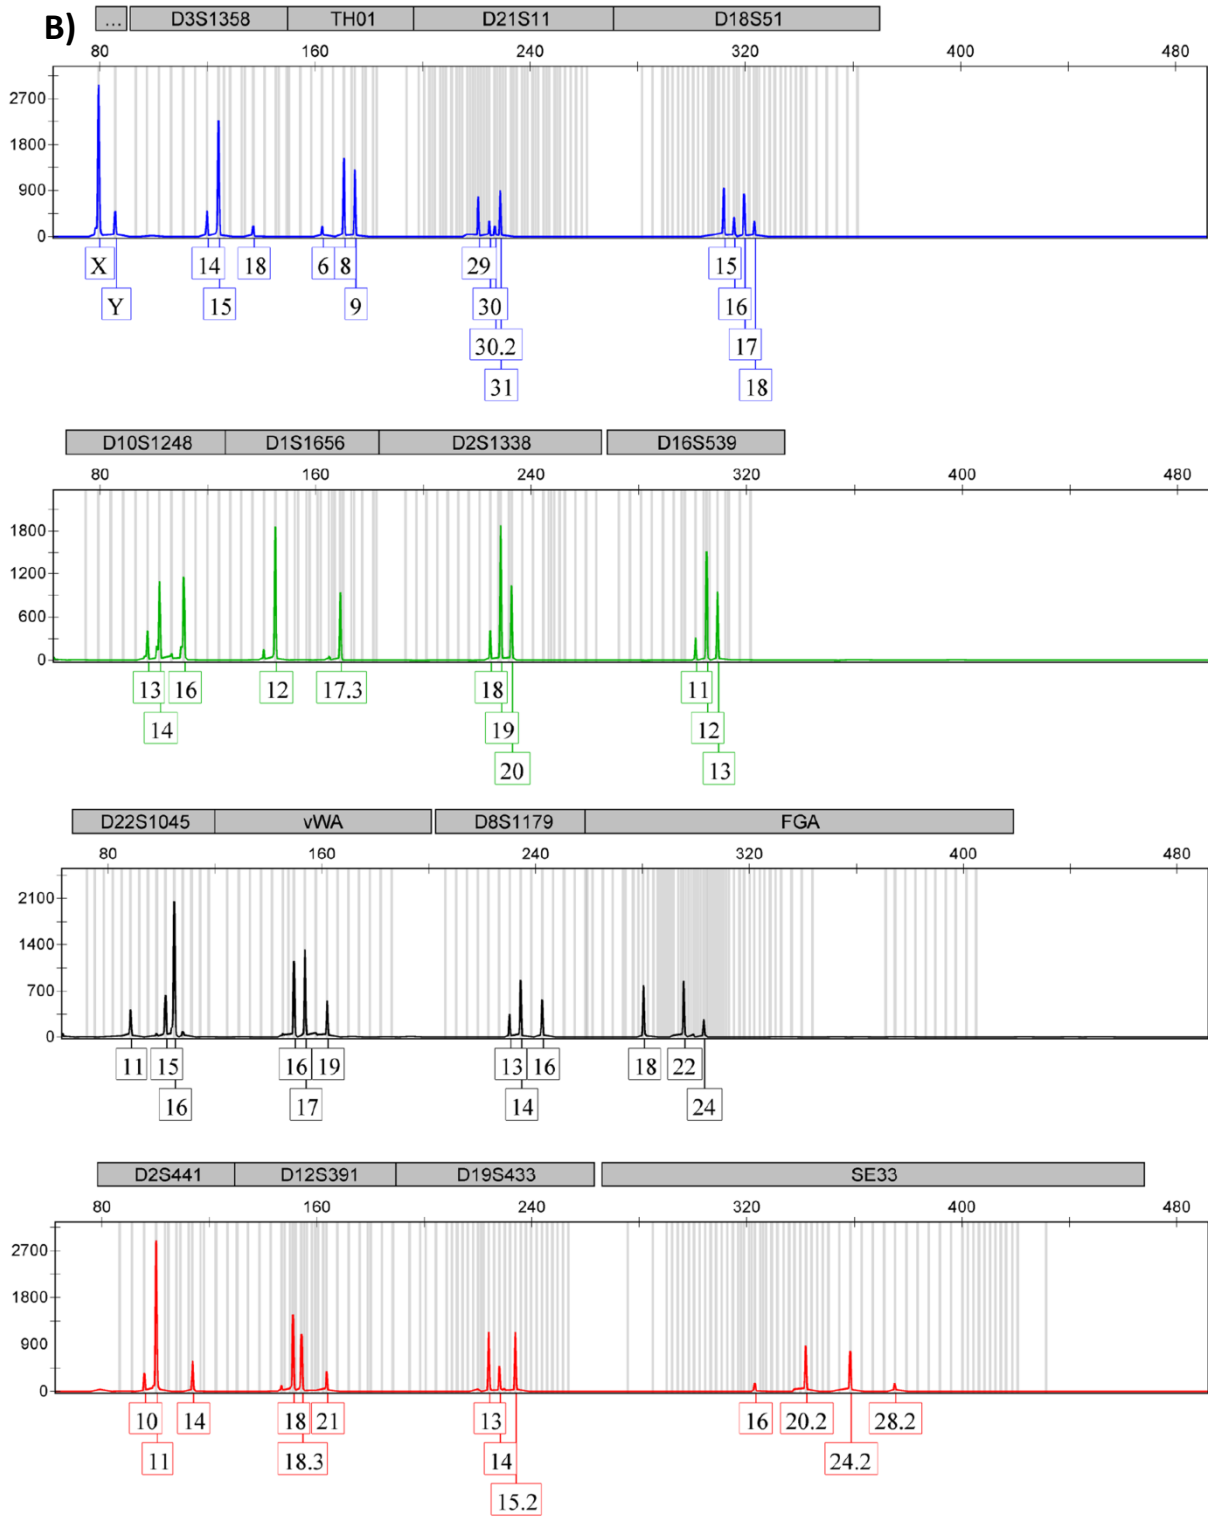 B)
... D3S1358 TH01 D21S11 D18S51
80 160 240 320 400 480
2700
1800
900
0
X 14 18 6 8 29 15
Y 15 9 30 16
30.2 17
31 18
D10S1248 D1S1656 D2S1338 D16S539
80 160 240 320 400 480
1800
1200
600
0
13 16 12 17.3 18 11
14 19 12
20 13
D22S1045 vWA D8S1179 FGA
80 160 240 320 400 480
2100
1400
700
0
11 15 16 19 13 16 18 22
16 17 14 24
D2S441 D12S391 D19S433 SE33
80 160 240 320 400 480
2700
1800
900
0
10 14 18 21 13 16 20.2 28.2
11 18.3 14 24.2
15.2